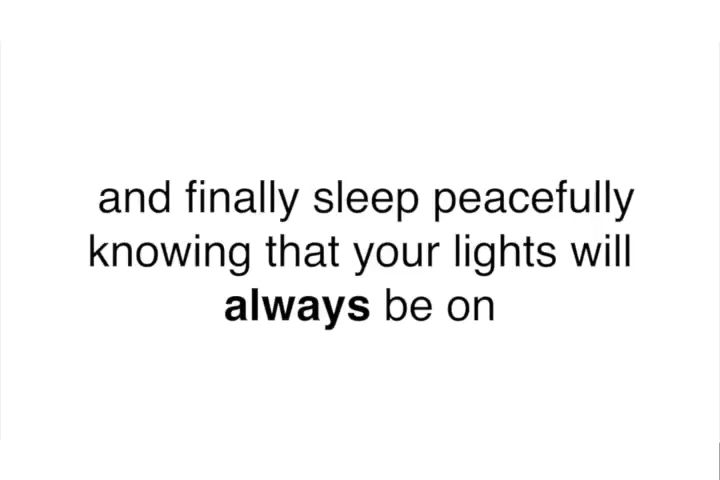 and finally sleep peacefully
knowing that your lights will
always be on